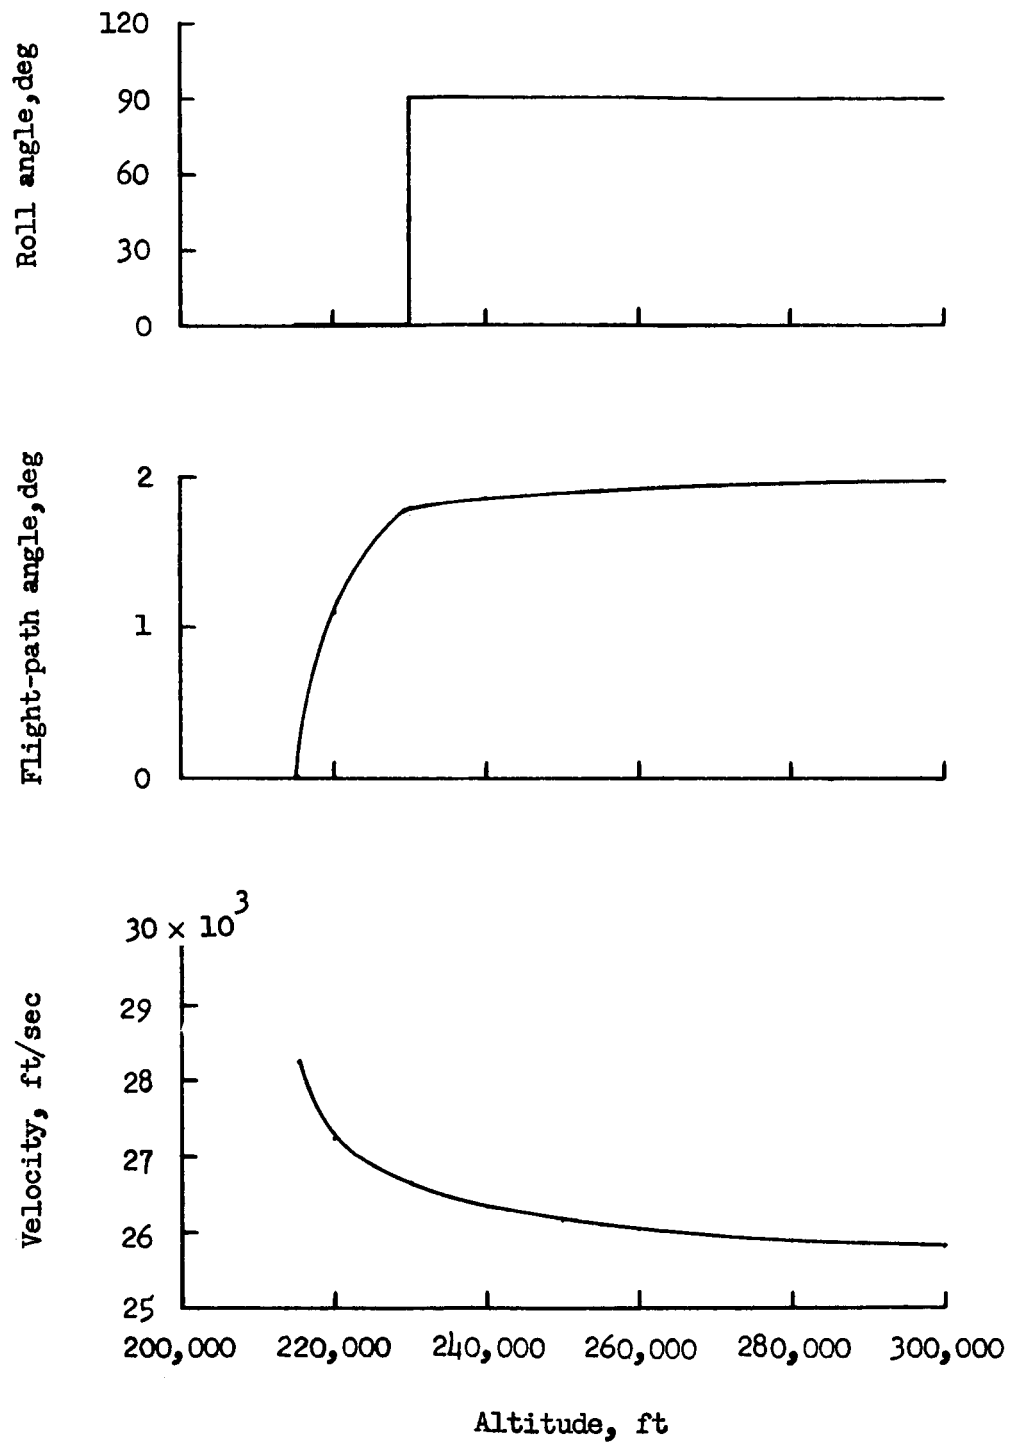 120
90
60
30
0
Roll angle,deg
2
1
0
Flight-path angle,deg
30 × 10³
29
28
27
26
25
Velocity, ft/sec
200,000 220,000 240,000 260,000 280,000 300,000
Altitude, ft